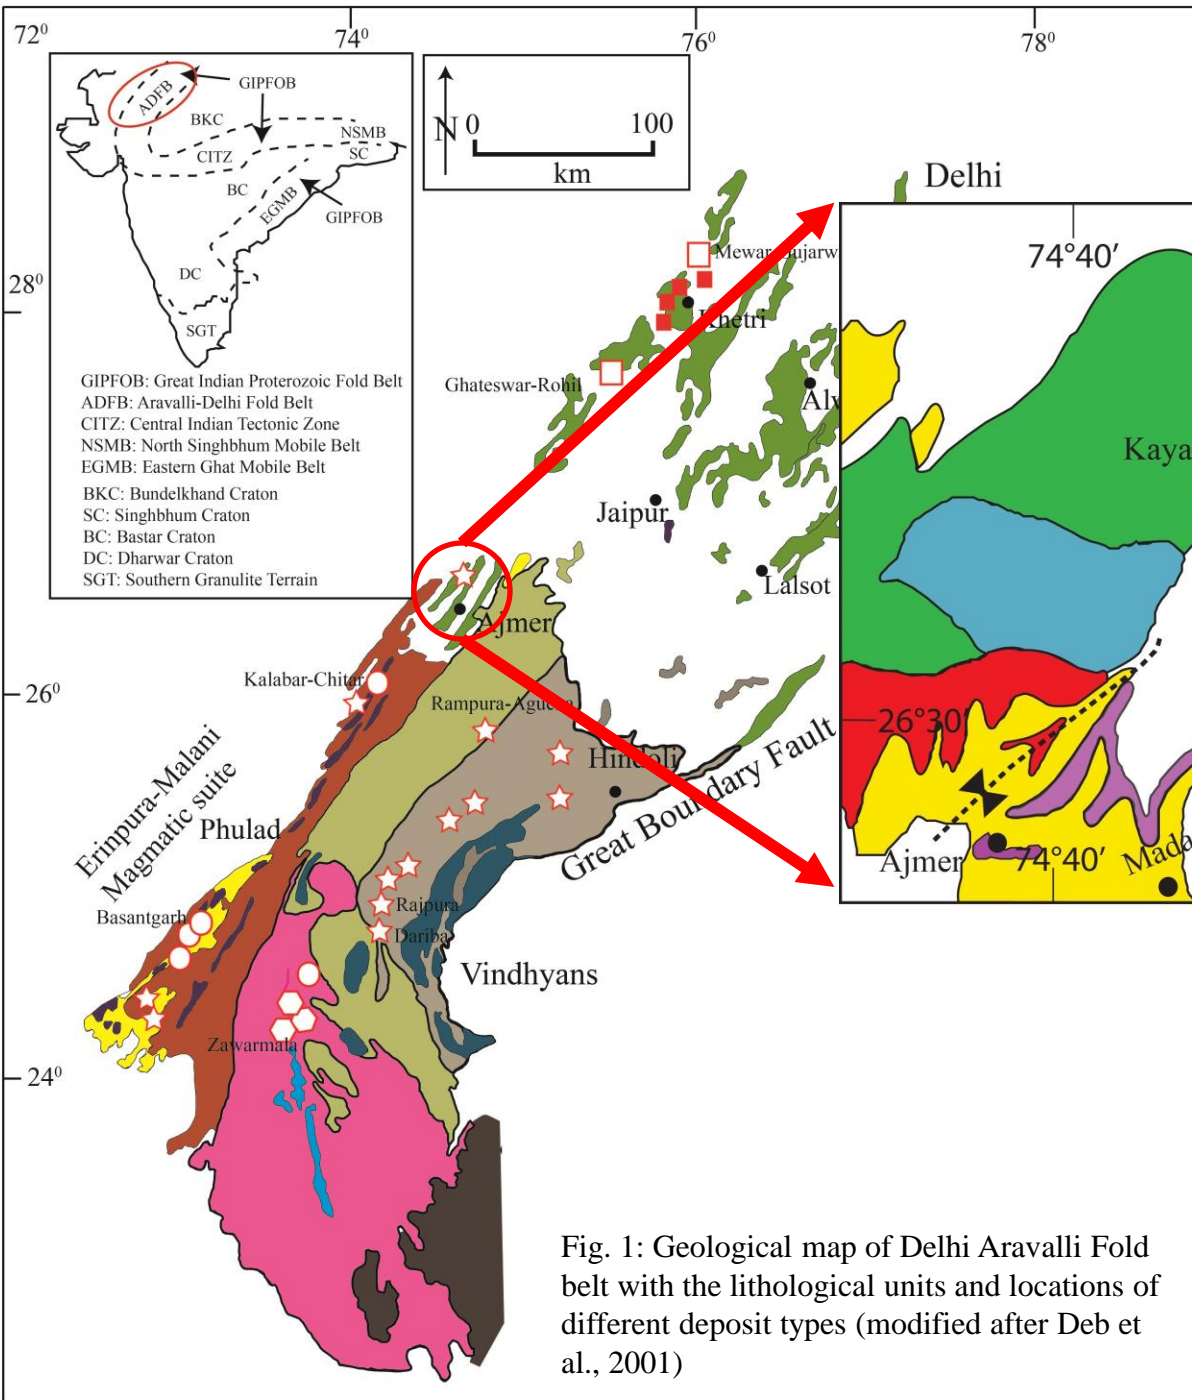 72⁰
74⁰
76⁰
78⁰
GIPFOB
ADFB
BKC
NSMB
CITZ
SC
BC
EGMB
GIPFOB
DC
SGT
GIPFOB: Great Indian Proterozoic Fold Belt
ADFB: Aravalli-Delhi Fold Belt
CITZ: Central Indian Tectonic Zone
NSMB: North Singhbhum Mobile Belt
EGMB: Eastern Ghat Mobile Belt
BKC: Bundelkhand Craton
SC: Singhbhum Craton
BC: Bastar Craton
DC: Dharwar Craton
SGT: Southern Granulite Terrain
N
0 100
km
Delhi
28⁰
Khetri
Ghateswar-Rohil
Jaipur
Lalsot
Ajmer
Kalabar-Chitar
26⁰
Hindoli
Great Boundary Fault
Erinpura-Malani
Magmatic suite
Phulad
Basantgarh
Rajpura
Dariba
Vindhyans
Zawarmala
24⁰
74°40’
Kaya
26°30’
Ajmer
74°40’
Mada
Fig. 1: Geological map of Delhi Aravalli Fold
belt with the lithological units and locations of
different deposit types (modified after Deb et
al., 2001)